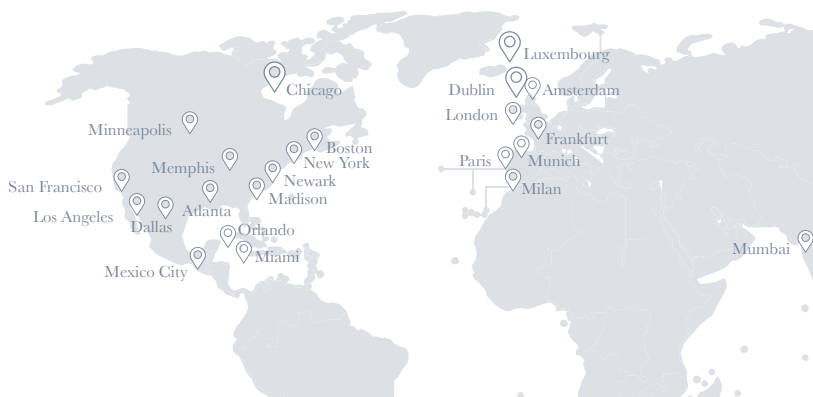 Luxembourg
Chicago
Dublin
Amsterdam
London
Minneapolis
Frankfurt
Boston
New York
Paris
Munich
Memphis
Newark
San Francisco
Milan
Madison
Atlanta
Los Angeles
Dallas
Orlando
Mumbai
Miami
Mexico City